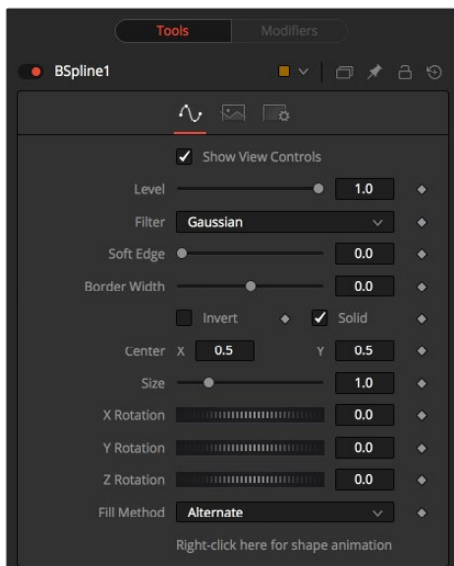 Tools Modifiers
BSpline1
Show View Controls
Level 1.0
Filter Gaussian
Soft Edge 0.0
Border Width 0.0
Invert Solid
Center X 0.5 Y 0.5
Size 1.0
X Rotation 0.0
Y Rotation 0.0
Z Rotation 0.0
Fill Method Alternate
Right-click here for shape animation